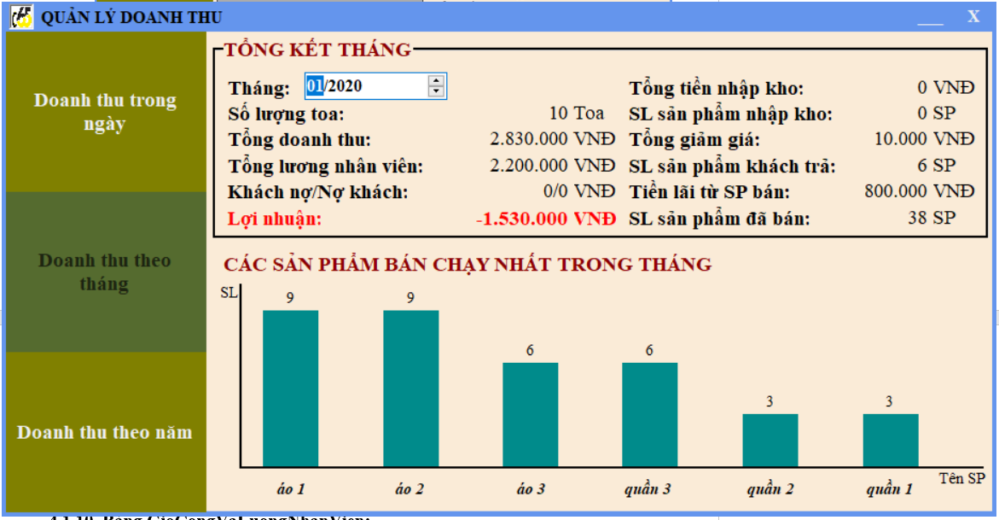 QUẢN LÝ DOANH THU
X
Doanh thu trong
ngày
Doanh thu theo
tháng
Doanh thu theo năm
TỔNG KẾT THÁNG
Tháng: 01/2020
Tổng tiền nhập kho: 0 VNĐ
Số lượng toa: 10 Toa
SL sản phẩm nhập kho: 0 SP
Tổng doanh thu: 2.830.000 VNĐ
Tổng giảm giá: 10.000 VNĐ
Tổng lương nhân viên: 2.200.000 VNĐ
SL sản phẩm khách trả: 6 SP
Khách nợ/Nợ khách: 0/0 VNĐ
Tiền lãi từ SP bán: 800.000 VNĐ
Lợi nhuận: -1.530.000 VNĐ
SL sản phẩm đã bán: 38 SP
CÁC SẢN PHẨM BÁN CHẠY NHẤT TRONG THÁNG
SL
9 9 6 6 3 3
áo 1 áo 2 áo 3 quần 3 quần 2 quần 1
Tên SP